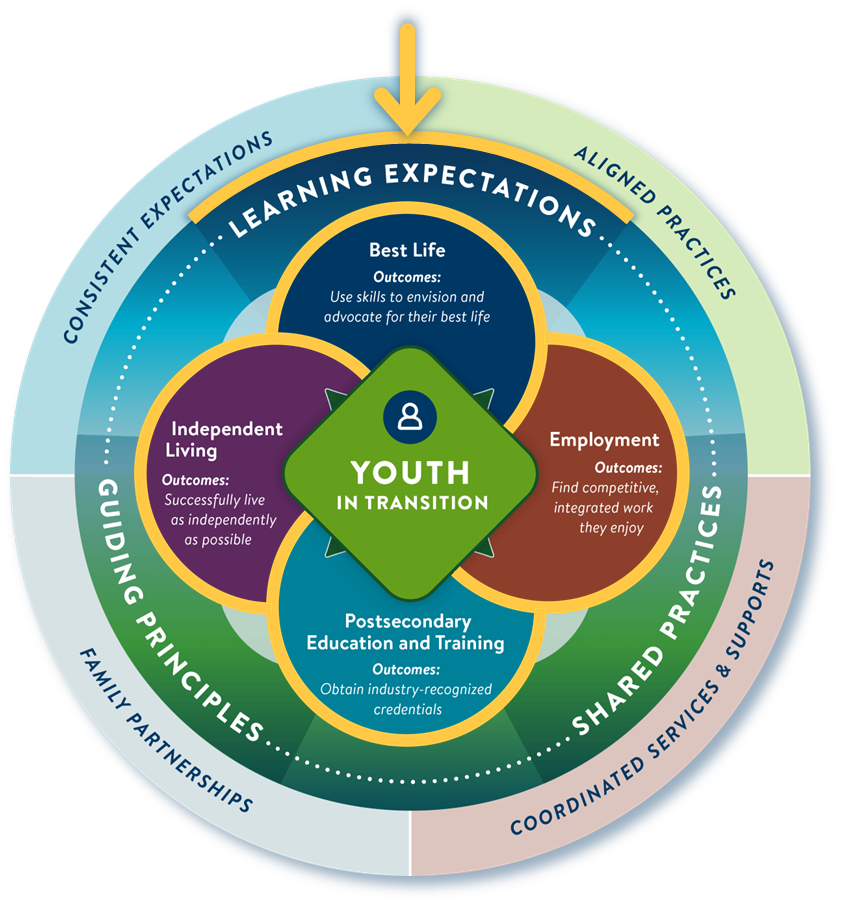 CONSISTENT EXPECTATIONS
ALIGNED PRACTICES
LEARNING EXPECTATIONS
Best Life
Outcomes:
Use skills to envision and
advocate for their best life
Independent
Living
Outcomes:
Successfully live
as independently
as possible
YOUTH
IN TRANSITION
Employment
Outcomes:
Find competitive,
integrated work
they enjoy
Postsecondary
Education and Training
Outcomes:
Obtain industry-recognized
credentials
GUIDING PRINCIPLES
SHARED PRACTICES
FAMILY PARTNERSHIPS
COORDINATED SERVICES & SUPPORTS